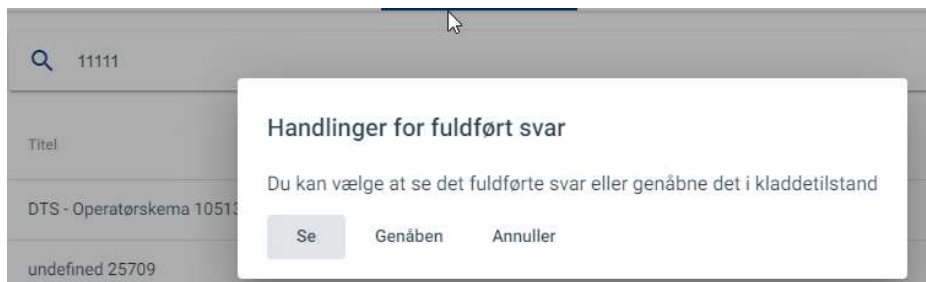 11111
Titel
Handlinger for fuldført svar
Du kan vælge at se det fuldførte svar eller genåbne det i kladdetilstand
DTS - Operatørskema 10513
Se Genåben Annuller
undefined 25709